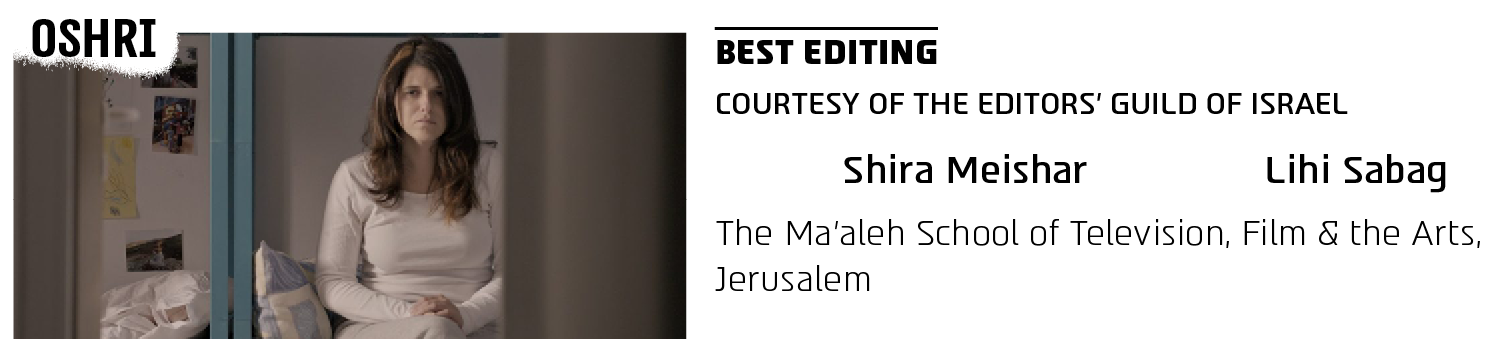 OSHRI
BEST EDITING
COURTESY OF THE EDITORS' GUILD OF ISRAEL
Shira Meishar Lihi Sabag
The Ma'aleh School of Television, Film & the Arts,
Jerusalem